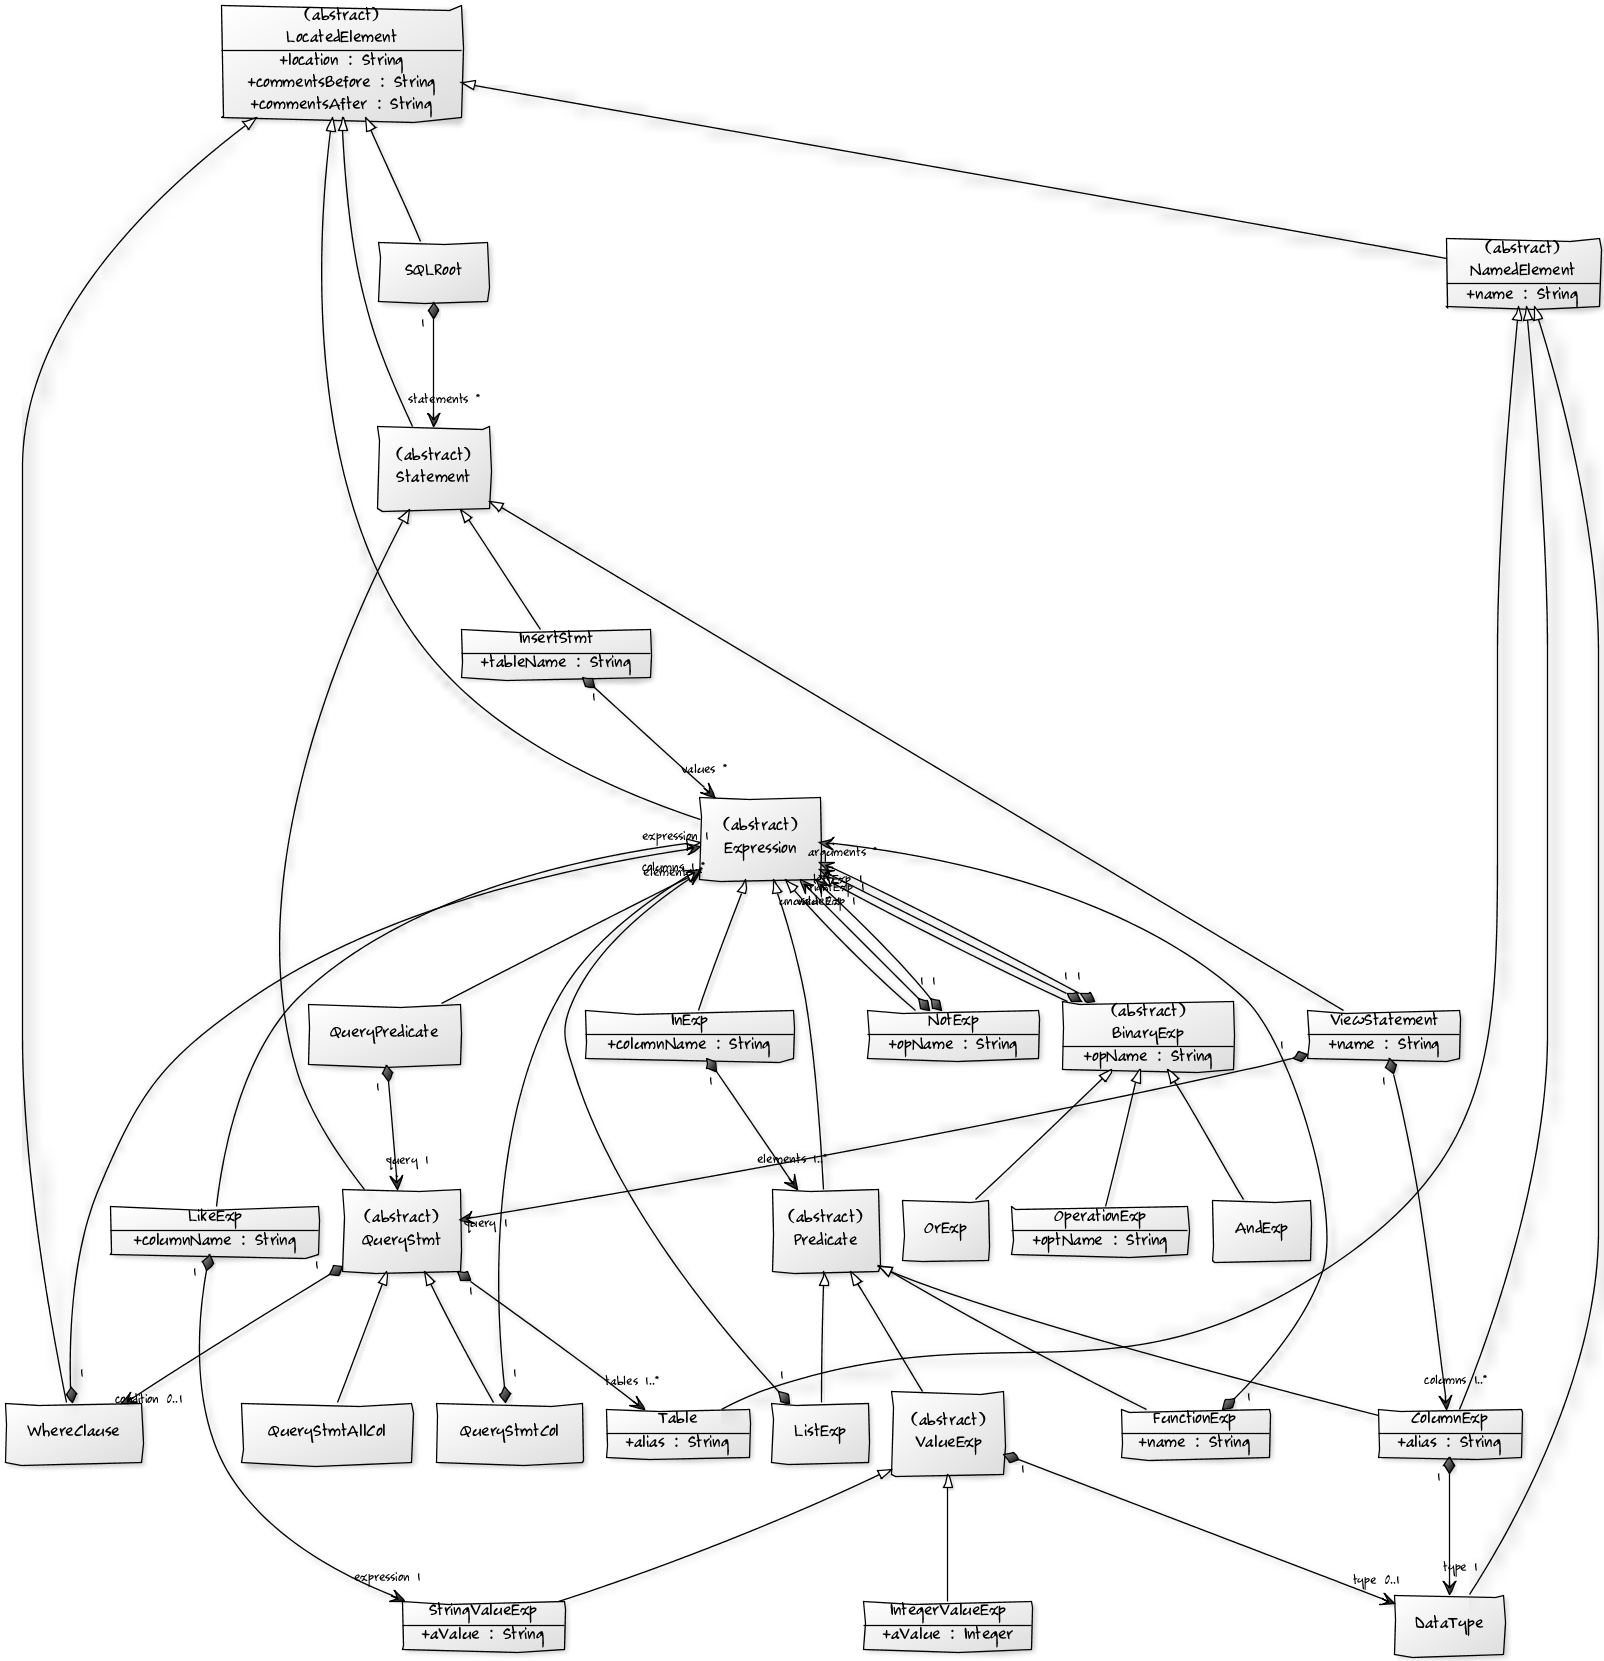 (abstract)
LocatedElement
+location : String
+commentsBefore : String
+commentsAfter : String
SQLRoot
1
(abstract)
NamedElement
+name : String
statements *
(abstract)
Statement
InsertStmt
+tableName : String
1
values *
(abstract)
Expression
expression 1
arguments *
columns 1..*
1
1
1
1 1
1 1
QueryPredicate
1
InExp
+columnName : String
1
NotExp
+opName : String
(abstract)
BinaryExp
+opName : String
ViewStatement
+name : String
1
1
query 1
elements 1..*
LikeExp
+columnName : String
1
(abstract)
QueryStmt
query 1
1
1
(abstract)
Predicate
OrExp
OperationExp
+optName : String
AndExp
1
condition 0..1
1
tables 1..*
1
1
columns 1..*
WhereClause
QueryStmtAllCol
QueryStmtCol
Table
+alias : String
ListExp
(abstract)
ValueExp
1
FunctionExp
+name : String
ColumnExp
+alias : String
1
expression 1
type 0..1
type 1
StringValueExp
+aValue : String
IntegerValueExp
+aValue : Integer
DataType